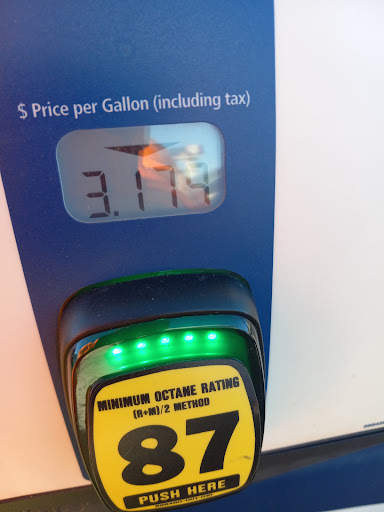 $ Price per Gallon (including tax)
3.179
MINIMUM OCTANE RATING
(R+M)/2 METHOD
87
PUSH HERE